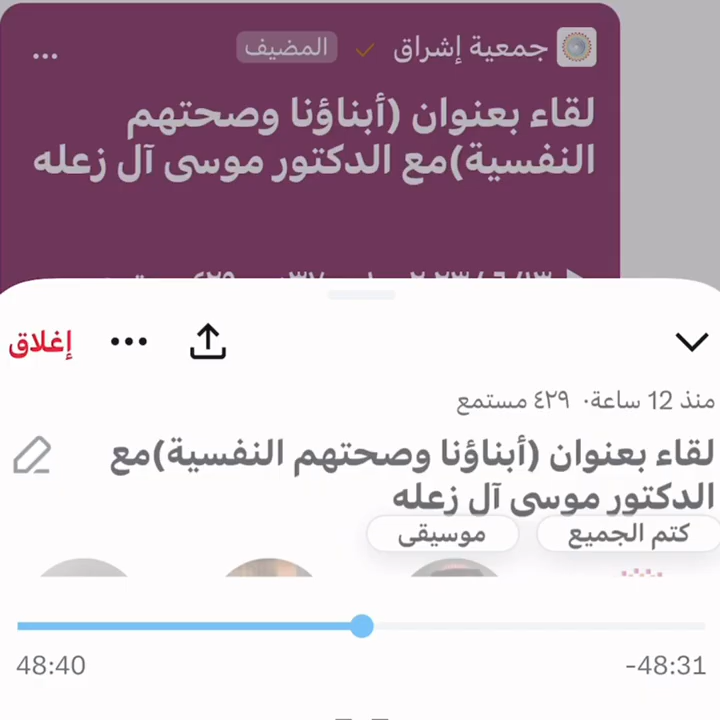 جمعية إشراق المضيف
لقاء بعنوان (أبناؤنا وصحتهم
النفسية)مع الدكتور موسى آل زعله
إغلاق
منذ 12 ساعة · ٤٢٩ مستمع
لقاء بعنوان (أبناؤنا وصحتهم النفسية)مع
الدكتور موسى آل زعله
كتم الجميع
موسيقى
48:40
-48:31